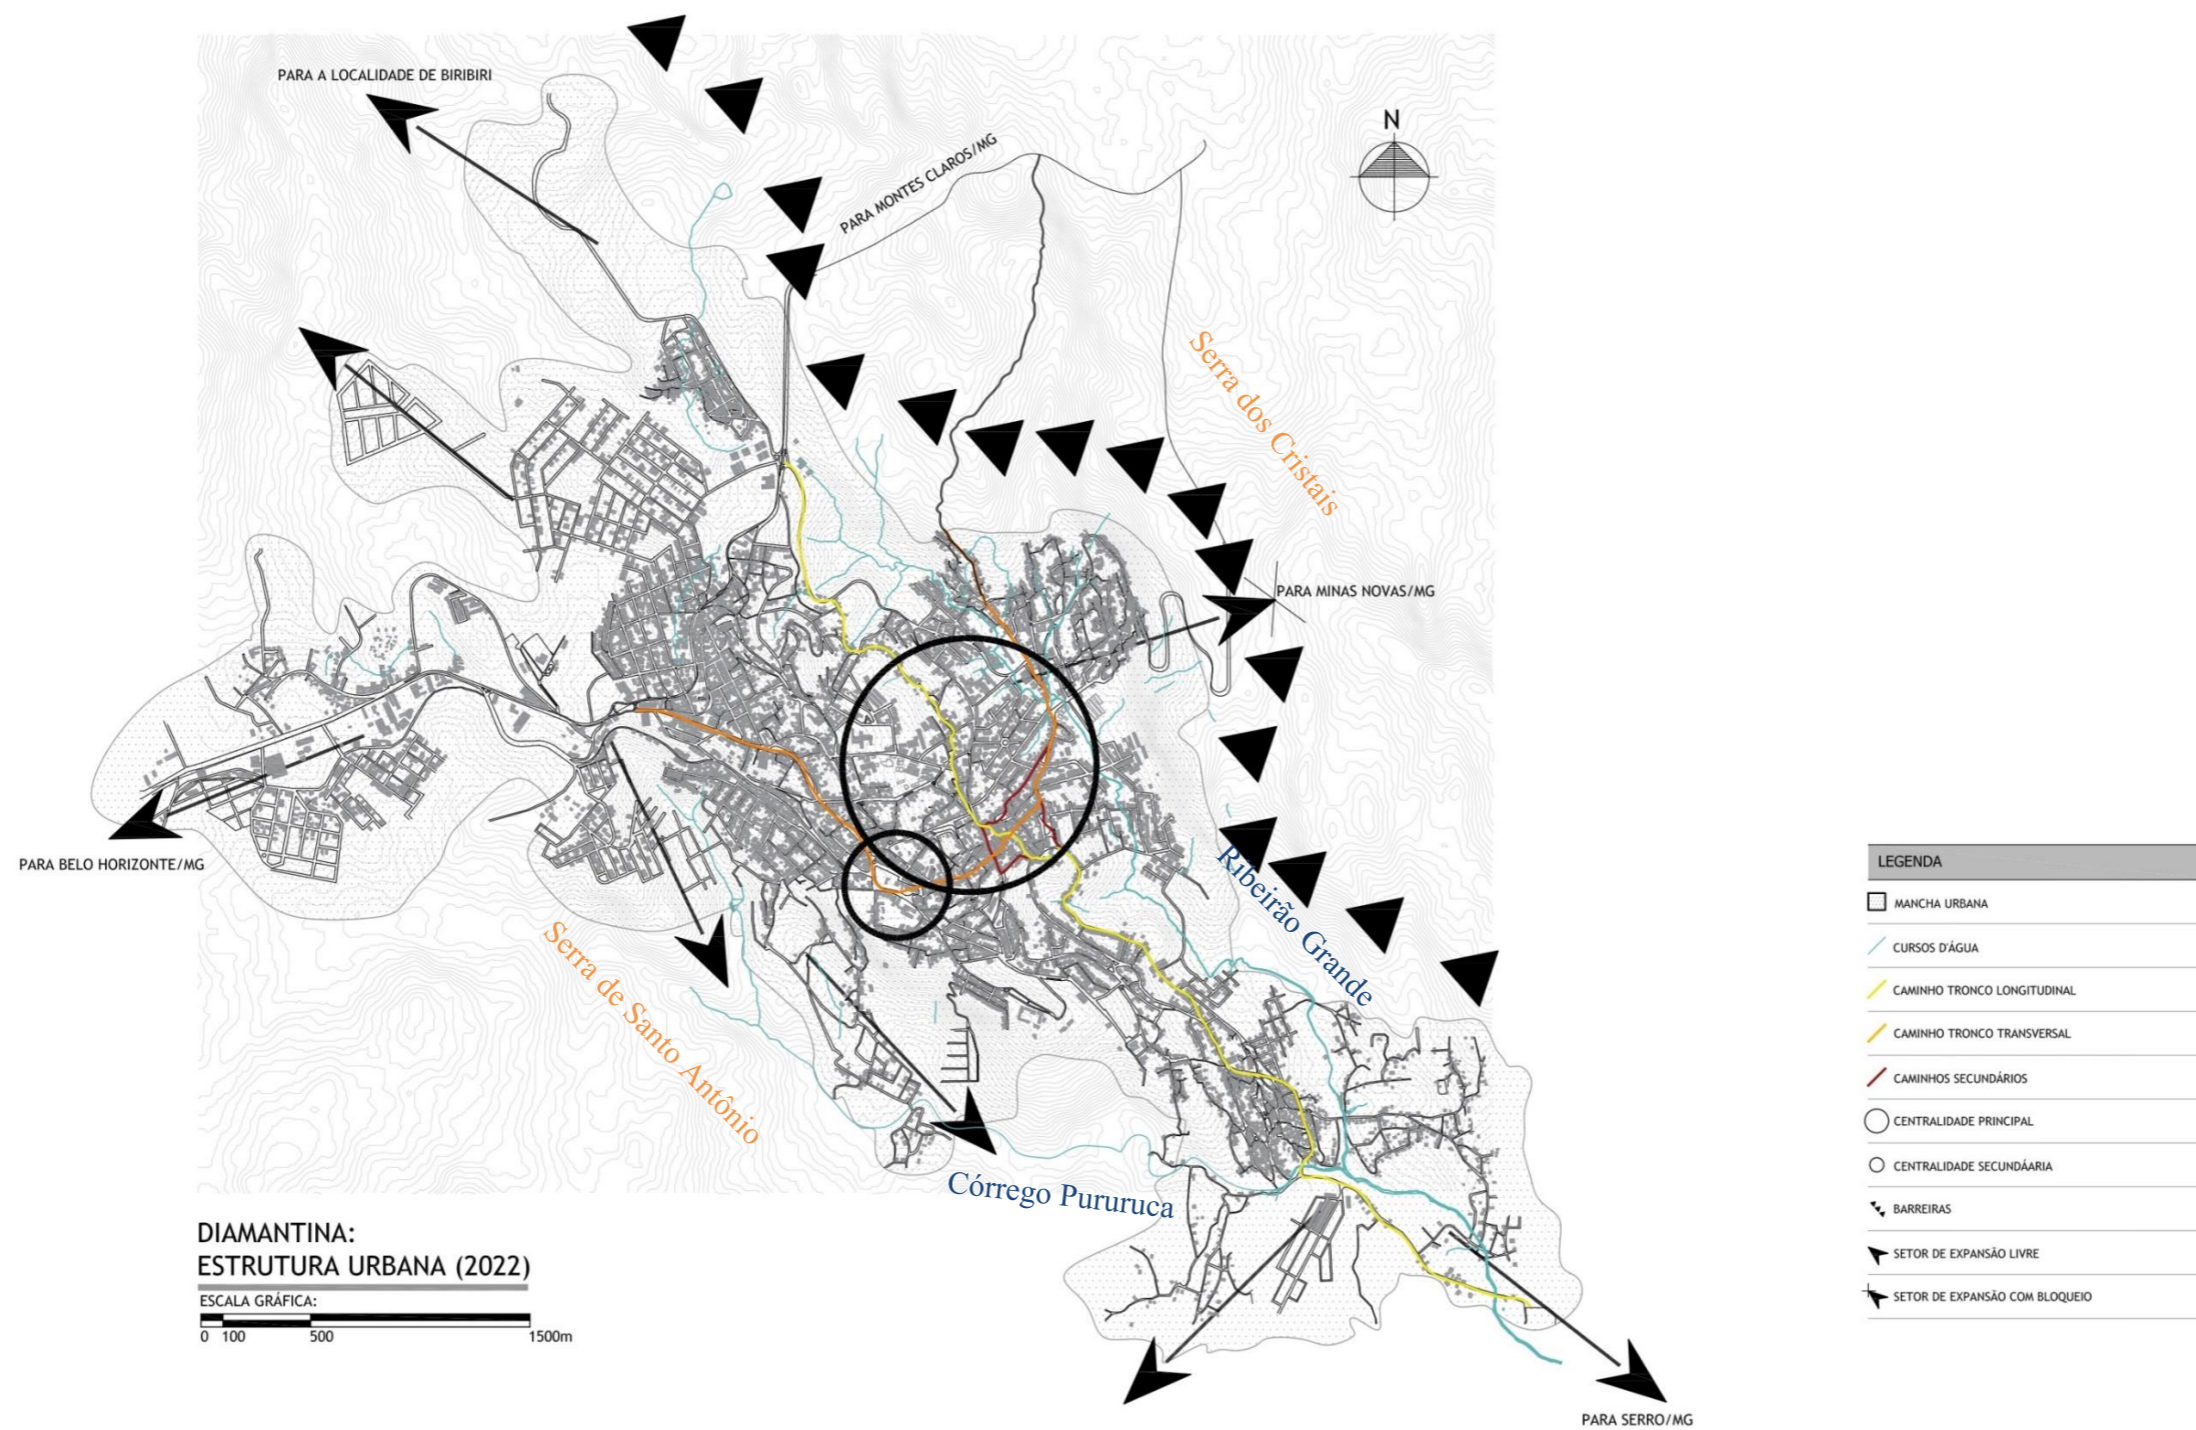 PARA A LOCALIDADE DE BIRIBIRI
N
PARA MONTES CLAROS/MG
Serra dos Cristais
PARA MINAS NOVAS/MG
PARA BELO HORIZONTE/MG
Ribeirão Grande
Serra de Santo Antônio
Córrego Pururuca
PARA SERRO/MG
DIAMANTINA:
ESTRUTURA URBANA (2022)
ESCALA GRÁFICA:
0 100 500 1500m
LEGENDA
MANCHA URBANA
CURSOS D'ÁGUA
CAMINHO TRONCO LONGITUDINAL
CAMINHO TRONCO TRANSVERSAL
CAMINHOS SECUNDÁRIOS
CENTRALIDADE PRINCIPAL
CENTRALIDADE SECUNDÁARIA
BARREIRAS
SETOR DE EXPANSÃO LIVRE
SETOR DE EXPANSÃO COM BLOQUEIO